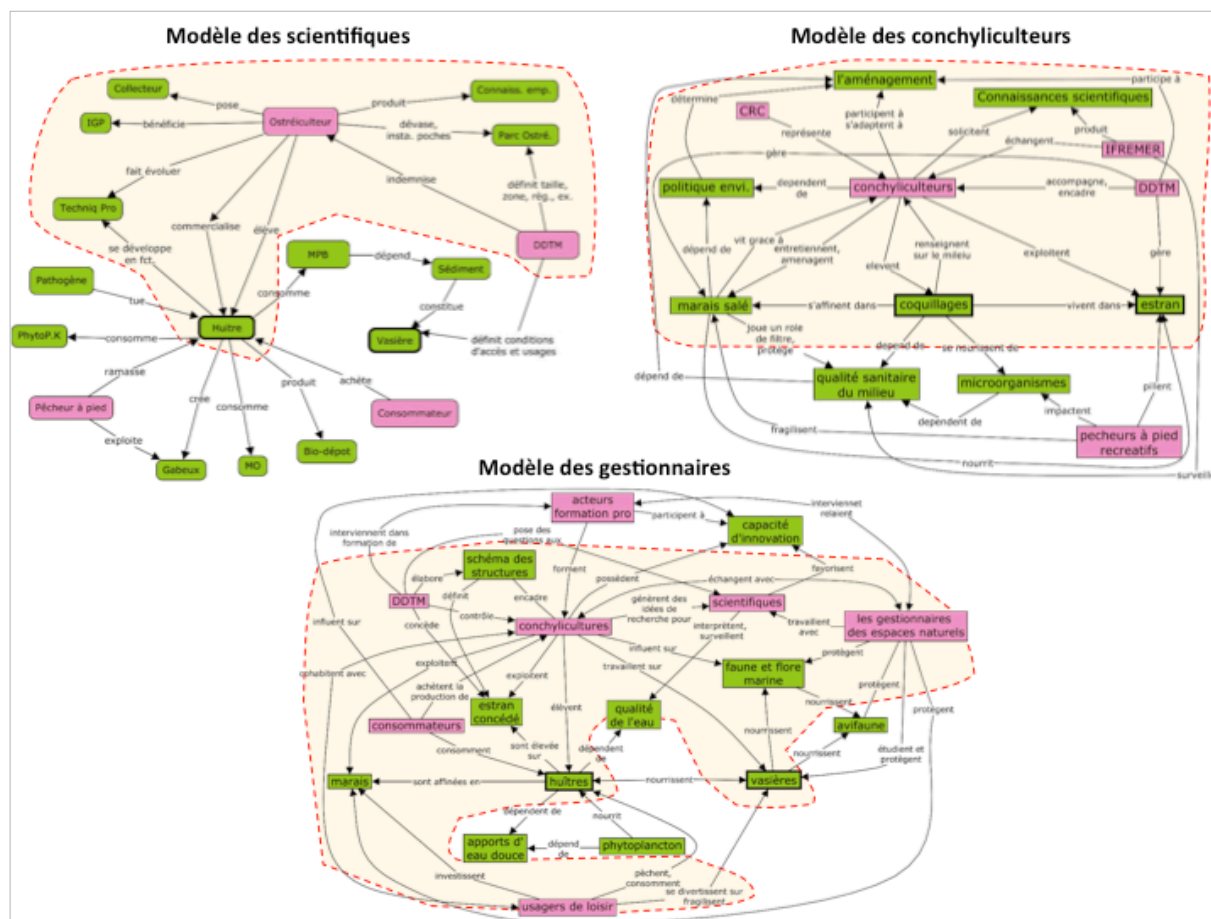 Modèle des scientifiques
Collecteur
pose
produit
Connaiss. emp.
IGP
bénéficie
Ostréiculteur
dévase,
insta. poches
Parc Ostré.
fait évoluer
indemnise
définit taille,
zone, règ., ex.
Techniq Pro
commercialise
élève
se développe
en fct.
MPB
dépend
Sédiment
DDTM
Pathogène
tue
consomme
constitue
PhytoP.K
consomme
Huitre
Vasière
définit conditions
d'accès et usages
ramasse
produit
achète
Pêcheur à pied
crée
consomme
Consommateur
exploite
Gabeux
MO
Bio-dépot
Modèle des conchyliculteurs
l'aménagement
participe à
détermine
Connaissances scientifiques
CRC
participent à
s'adaptent à
représente
sollicitent
produit
échangent
IFREMER
gère
politique envi.
dependent
de
conchyliculteurs
accompagne,
encadre
DDTM
dépend de
vit grace à
entretiennent,
amenagent
renseignent
sur le mileiu
exploitent
gère
elevent
marais salé
s'affinent dans
coquillages
vivent dans
estran
joue un role
de filtre,
protège
depend de
se nourissent de
dépend de
qualité sanitaire
du milieu
microorganismes
pillent
dependent de
impactent
fragilisent
pecheurs à pied
recreatifs
nourrit
surveille
Modèle des gestionnaires
acteurs
formation pro
interviennet
relaient
participent à
capacité
d'innovation
interviennent dans
formation de
pose des
questions aux
schéma des
structures
forment
possèdent
favorisent
élabore
échangent avec
DDTM
définit
encadre
génèrent des
idées de
recherche pour
scientifiques
contrôle
concède
conchylicultures
interprètent,
surveillent
travaillent
avec
les gestionnaires
des espaces naturels
influent sur
cohabitent avec
exploitent
influent sur
travaillent sur
protègent
faune et flore
marine
achètent la
production de
exploitent
nourrissent
protègent
protègent
consommateurs
estran
concédé
élèvent
qualité
de l'eau
avifaune
consomment
sont élevée
sur
dépendent
de
nourrissent
nourrissent
étudient et
protègent
marais
sont affinées en
huîtres
nourrissent
vasières
dépendent de
nourrit
apports d'
eau douce
dépend
de
phytoplancton
investissent
pêchent,
consomment
se divertissent sur
fragilisent
usagers de loisir